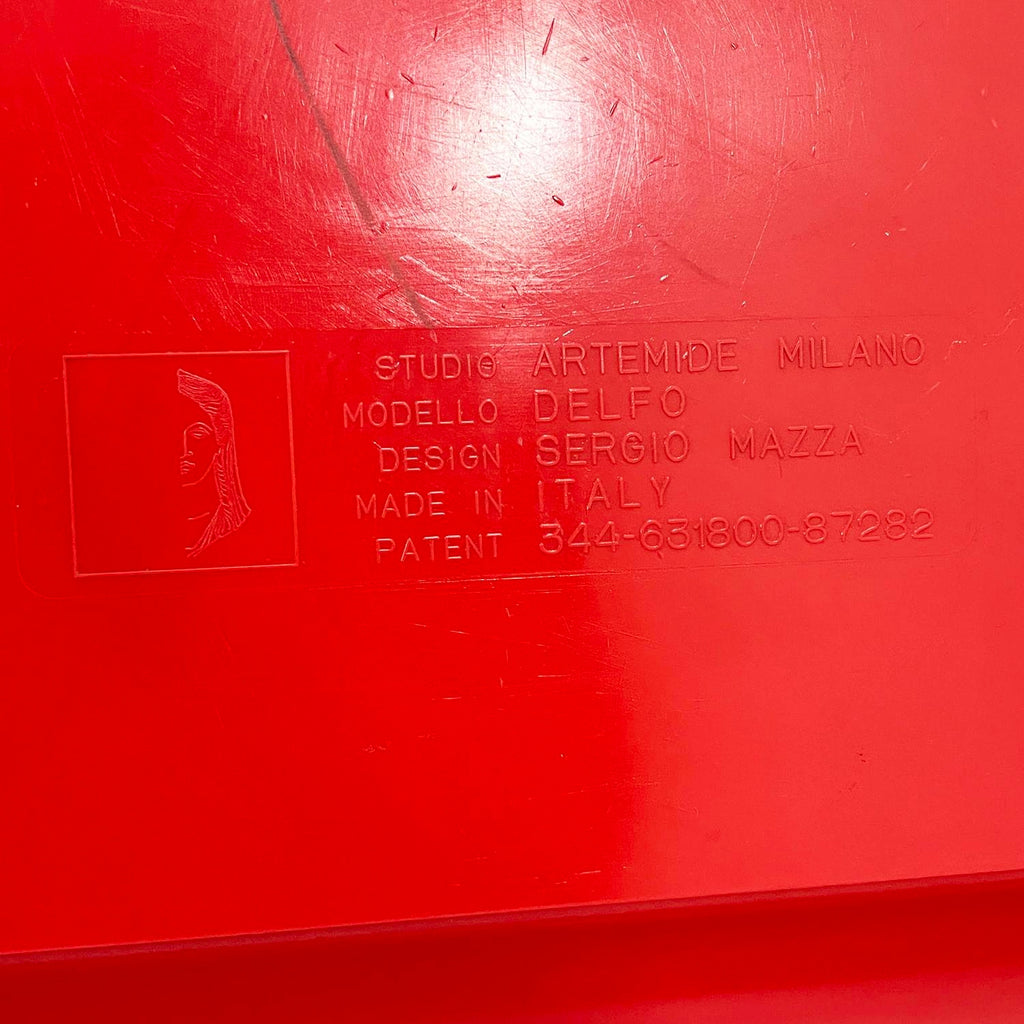 STUDIO ARTEMIDE MILANO
MODELLO DELFO
DESIGN SERGIO MAZZA
MADE IN ITALY
PATENT 344-631800-87282